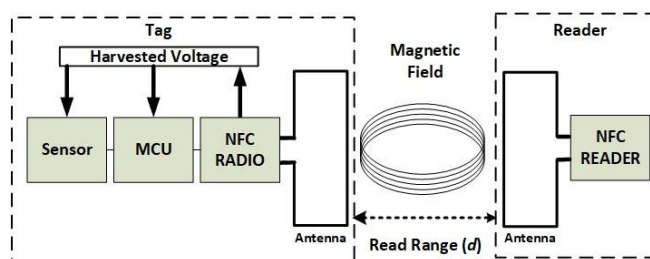 Tag
Harvested Voltage
Sensor
MCU
NFC
RADIO
Antenna
Magnetic
Field
Read Range (d)
Reader
NFC
READER
Antenna